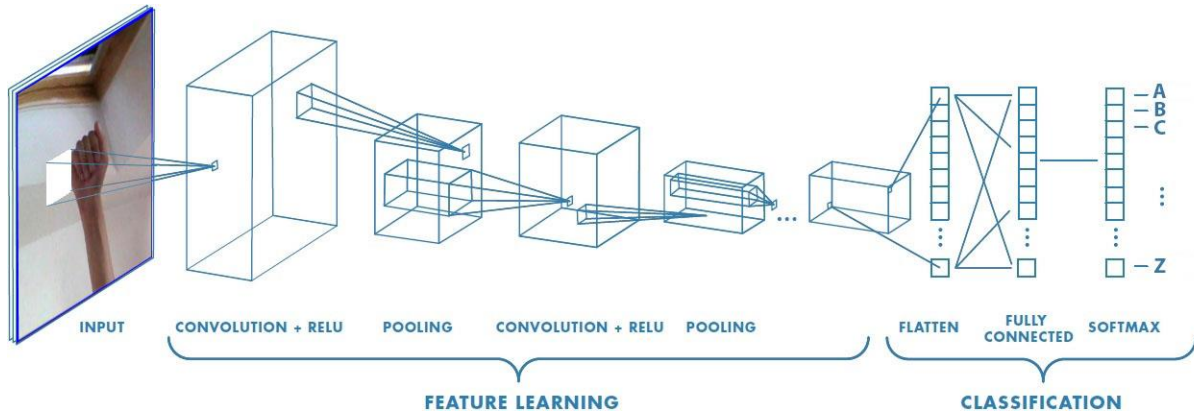 A
B
C
⋮
...
⋮ ⋮ ⋮
Z
INPUT
CONVOLUTION + RELU
POOLING
CONVOLUTION + RELU
POOLING
FLATTEN
FULLY
CONNECTED
SOFTMAX
FEATURE LEARNING
CLASSIFICATION